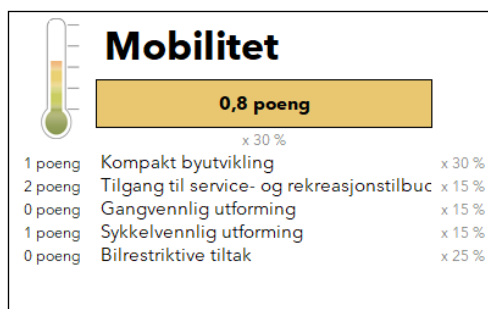 Mobilitet
0,8 poeng
x 30 %
1 poeng Kompakt byutvikling x 30 %
2 poeng Tilgang til service- og rekreasjonstilbuc x 15 %
0 poeng Gangvennlig utforming x 15 %
1 poeng Sykkelvennlig utforming x 15 %
0 poeng Bilrestriktive tiltak x 25 %